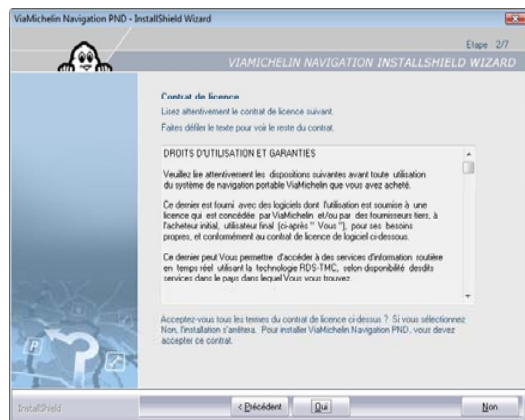 ViaMichelin Navigation PND - InstallShield Wizard
Etape 2/7
VIAMICHELIN NAVIGATION INSTALLSHIELD WIZARD
Contrat de licence
Lisez attentivement le contrat de licence suivant.
Faites défiler le texte pour voir le reste du contrat.
DROITS D'UTILISATION ET GARANTIES
Veuillez lire attentivement les dispositions suivantes avant toute utilisation
du système de navigation portable ViaMichelin que vous avez acheté.
Ce dernier est fourni avec des logiciels dont l'utilisation est soumise à une
licence qui est concédée par ViaMichelin et/ou par des fournisseurs tiers, à
l'acheteur initial, utilisateur final (ci-après " Vous "), pour ses besoins
propres, et conformément au contrat de licence de logiciel ci-dessous.
Ce dernier peut Vous permettre d'accéder à des services d'information routière
en temps réel utilisant la technologie RDS-TMC, selon disponibilité desdits
services dans le pays dans lequel Vous vous trouvez.
Acceptez-vous tous les termes du contrat de licence ci-dessus ? Si vous sélectionnez
Non, l'installation s'arrêtera. Pour installer ViaMichelin Navigation PND, vous devez
accepter ce contrat.
P
InstallShield
< Précédent
Oui
Non